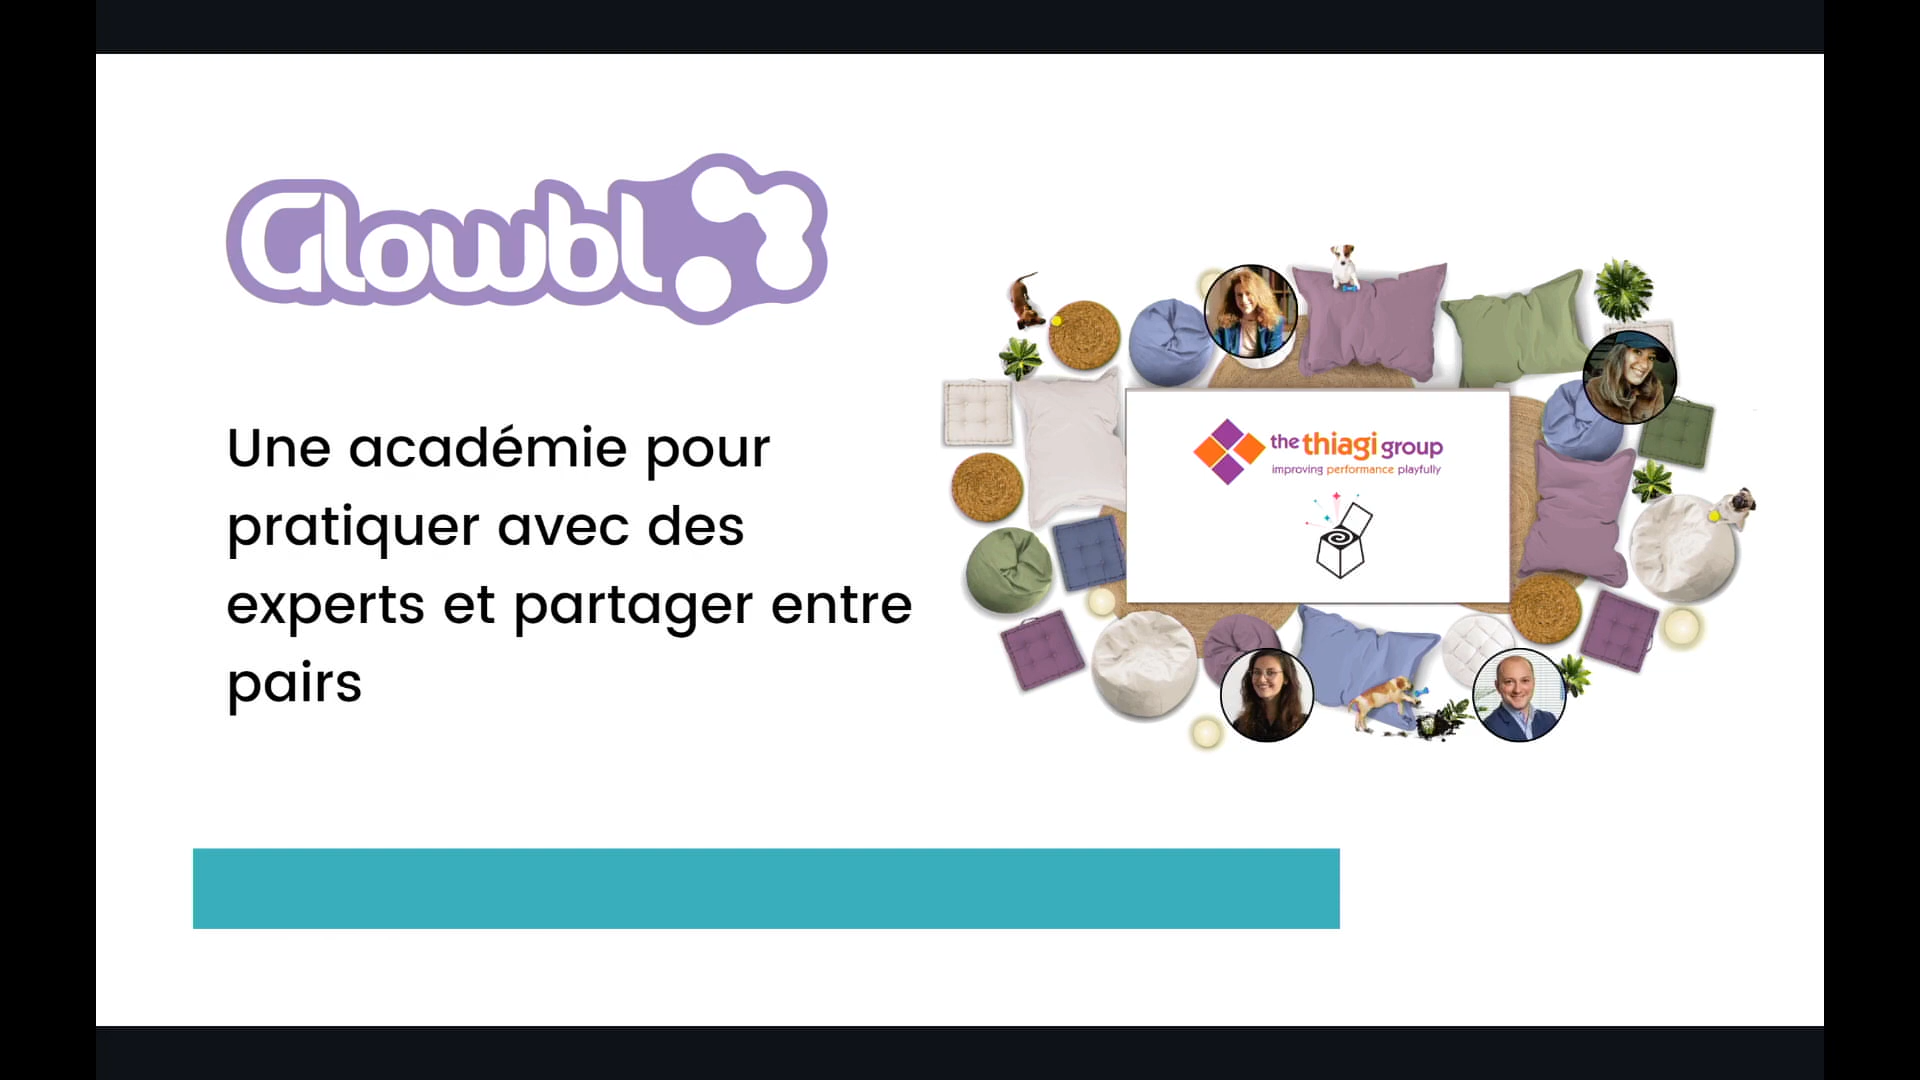 Glowbl
Une académie pour
pratiquer avec des
experts et partager entre
pairs
the thiagi group
improving performance playfully